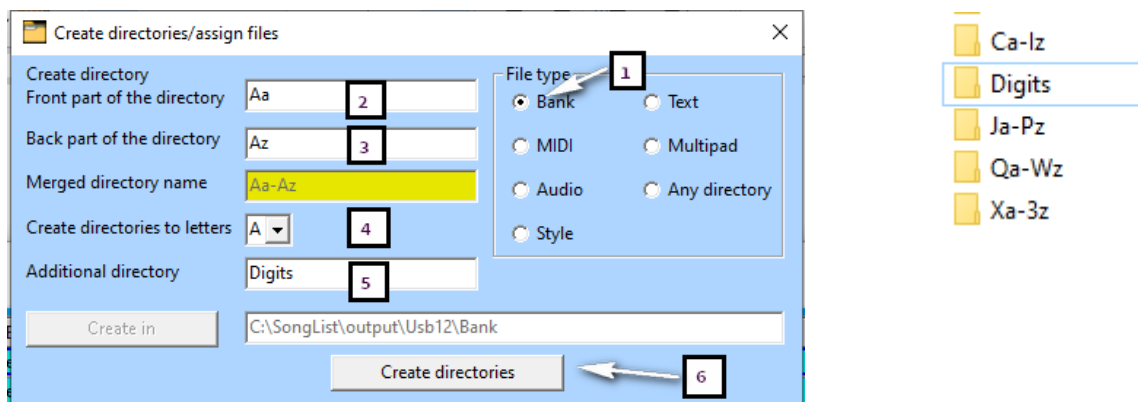 Create directories/assign files
Create directory
Front part of the directory
Aa
2
Back part of the directory
Az
3
Merged directory name
Aa-Az
Create directories to letters
A
4
Additional directory
Digits
5
File type
1
Bank
Text
MIDI
Multipad
Audio
Any directory
Style
Create in
C:\SongList\output\Usb12\Bank
Create directories
6
Ca-Iz
Digits
Ja-Pz
Qa-Wz
Xa-3z